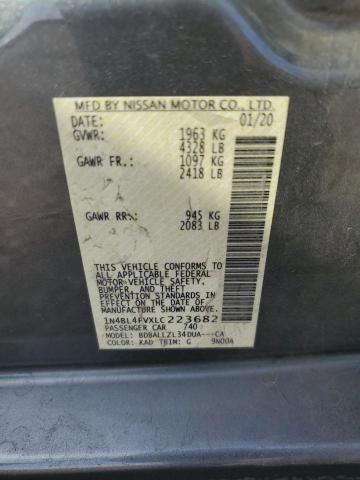 MFD BY NISSAN MOTOR CO., LTD.
DATE: 01/20
GVWR: 1963 KG
4328 LB
GAWR FR: 1097 KG
2418 LB
GAWR RR: 945 KG
2083 LB
THIS VEHICLE CONFORMS TO ALL
APPLICABLE FEDERAL
MOTOR VEHICLE SAFETY,
BUMPER, AND THEFT
PREVENTION STANDARDS IN
EFFECT ON THE DATE OF
MANUFACTURE SHOWN ABOVE.
1N4BL4FVXLC223682
PASSENGER CAR 740
MODEL: BDBALLZL34DUA---CA
COLOR: KAD TRIM: G 9N00A